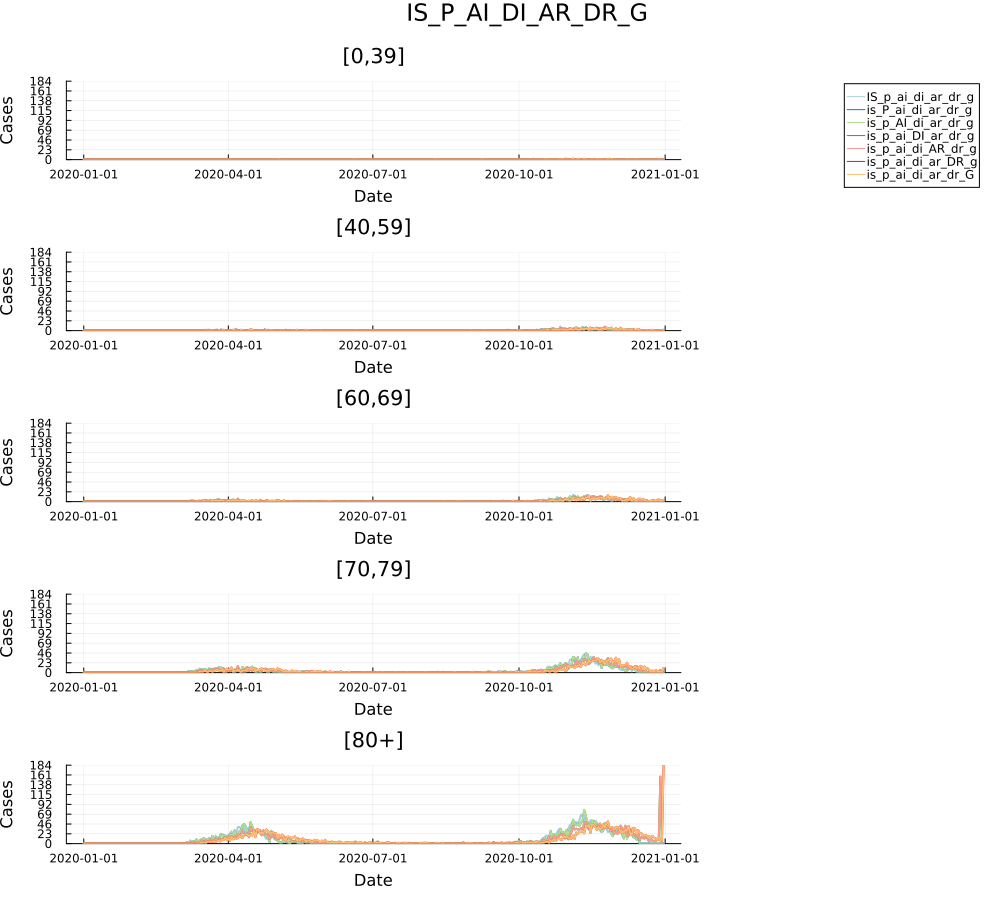 IS_P_AI_DI_AR_DR_G
[0,39]
184
161
138
115
92
69
46
23
0
Cases
2020-01-01 2020-04-01 2020-07-01 2020-10-01 2021-01-01
Date
IS_p_ai_di_ar_dr_g
is_P_ai_di_ar_dr_g
is_p_AI_di_ar_dr_g
is_p_ai_DI_ar_dr_g
is_p_ai_di_AR_dr_g
is_p_ai_di_ar_DR_g
is_p_ai_di_ar_dr_G
[40,59]
184
161
138
115
92
69
46
23
0
Cases
2020-01-01 2020-04-01 2020-07-01 2020-10-01 2021-01-01
Date
[60,69]
184
161
138
115
92
69
46
23
0
Cases
2020-01-01 2020-04-01 2020-07-01 2020-10-01 2021-01-01
Date
[70,79]
184
161
138
115
92
69
46
23
0
Cases
2020-01-01 2020-04-01 2020-07-01 2020-10-01 2021-01-01
Date
[80+]
184
161
138
115
92
69
46
23
0
Cases
2020-01-01 2020-04-01 2020-07-01 2020-10-01 2021-01-01
Date